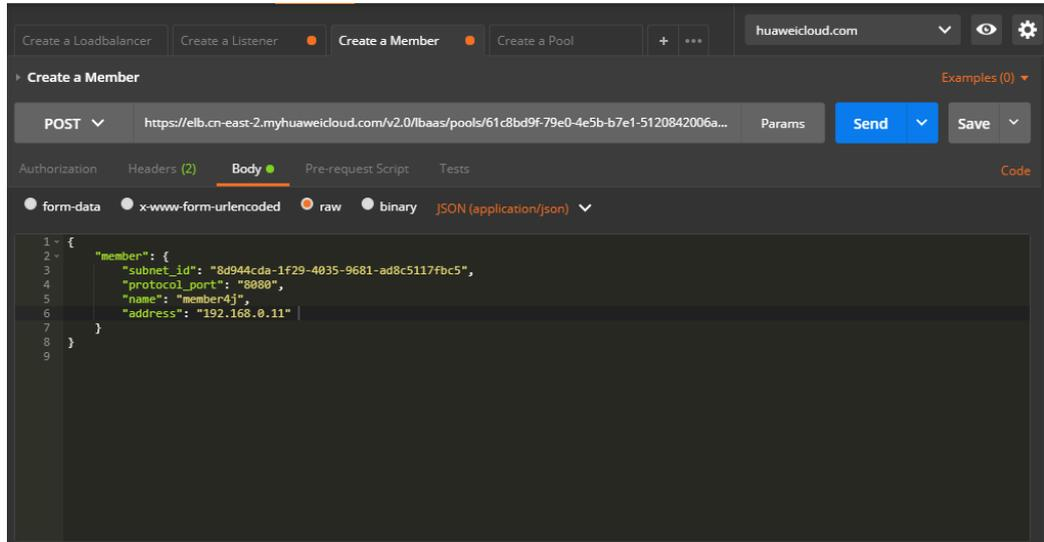 Create a Loadbalancer
Create a Listener
Create a Member
Create a Pool
+
•••
huaweicloud.com
Create a Member
Examples (0)
POST
https://elb.cn-east-2.myhuaweicloud.com/v2.0/lbaas/pools/61c8bd9f-79e0-4e5b-b7e1-5120842006a...
Params
Send
Save
Authorization
Headers (2)
Body
Pre-request Script
Tests
Code
form-data
x-www-form-urlencoded
raw
binary
JSON (application/json)
1 {
2 "member": {
3 "subnet_id": "8d944cda-1f29-4035-9681-ad8c5117fbc5",
4 "protocol_port": "8080",
5 "name": "member4j",
6 "address": "192.168.0.11"
7 }
8 }
9